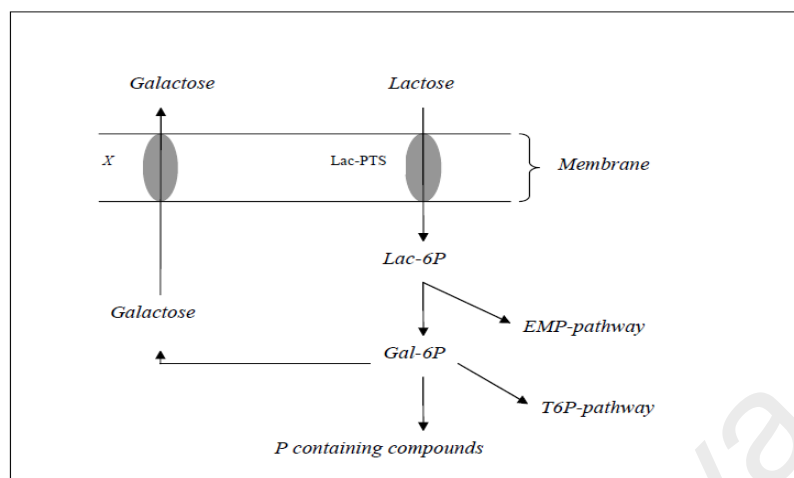 Galactose
Lactose
X
Lac-PTS
Membrane
Lac-6P
Galactose
EMP-pathway
Gal-6P
T6P-pathway
P containing compounds